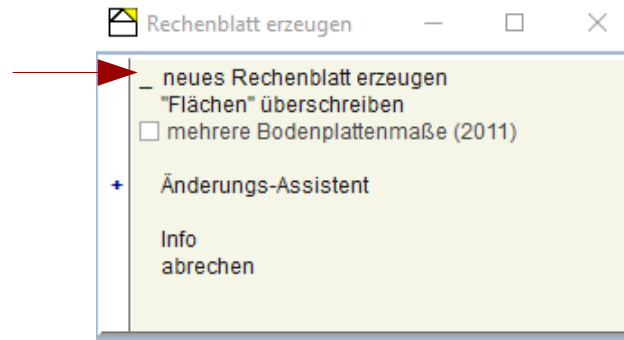 Rechenblatt erzeugen
_ neues Rechenblatt erzeugen
"Flächen" überschreiben
mehrere Bodenplattenmaße (2011)
+ Änderungs-Assistent
Info
abrechen